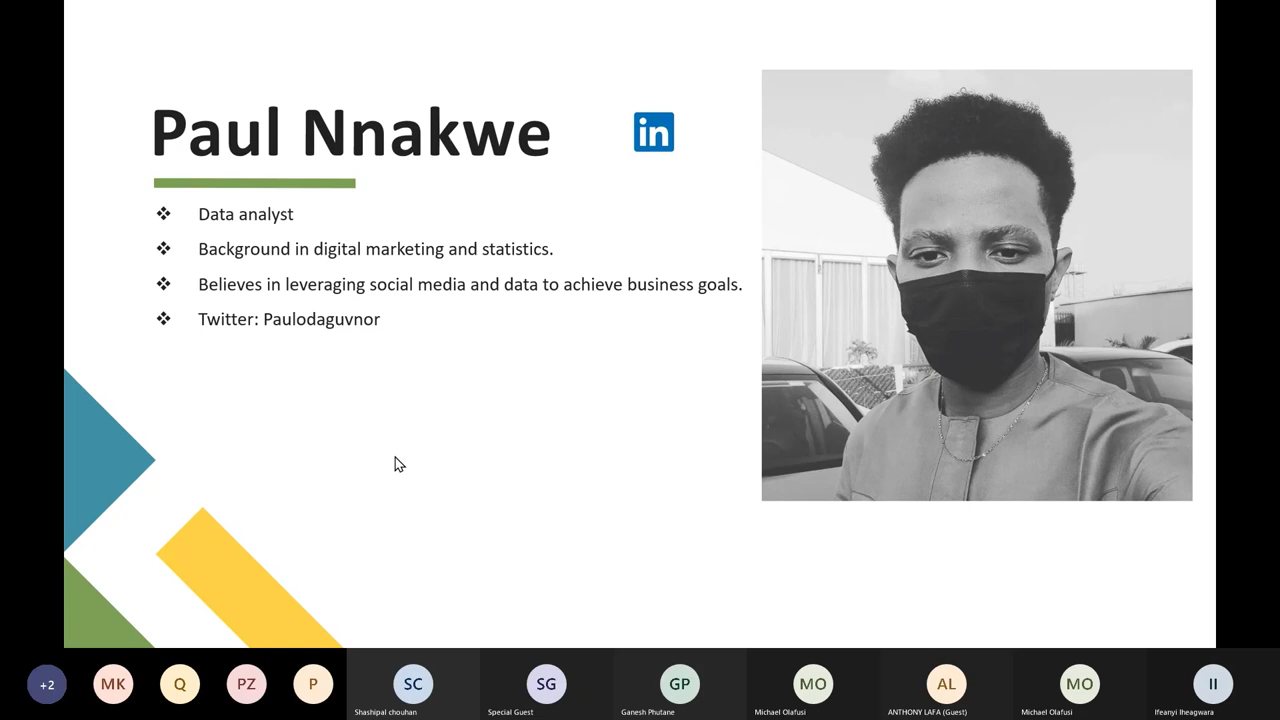 Paul Nnakwe
in
❖ Data analyst
❖ Background in digital marketing and statistics.
❖ Believes in leveraging social media and data to achieve business goals.
❖ Twitter: Paulodaguvnor
+2
MK
Q
PZ
P
SC
SG
GP
MO
AL
MO
II
Shashipal chouhan
Special Guest
Ganesh Phutane
Michael Olafusi
ANTHONY LAFA (Guest)
Michael Olafusi
Ifeanyi Iheagwara